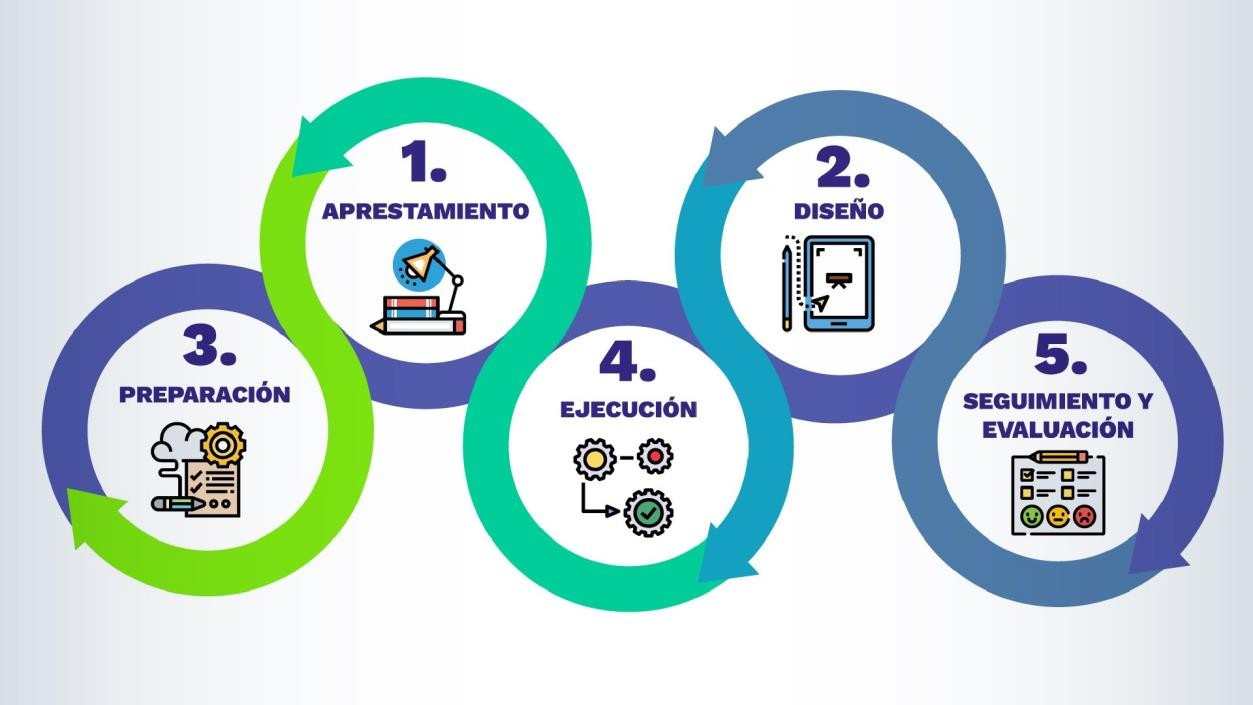 1.
APRESTAMIENTO
2.
DISEÑO
3.
PREPARACIÓN
4.
EJECUCIÓN
5.
SEGUIMIENTO Y
EVALUACIÓN